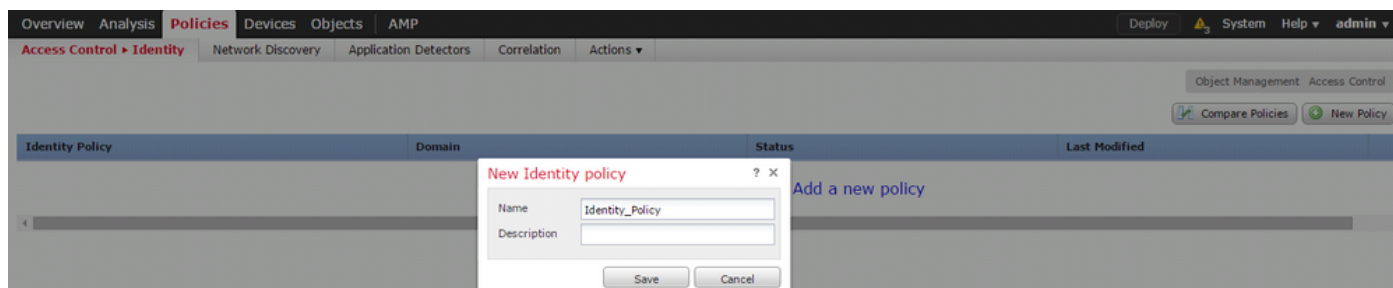 Overview Analysis Policies Devices Objects AMP Deploy 3 System Help admin
Access Control ▸ Identity Network Discovery Application Detectors Correlation Actions
Object Management Access Control
Compare Policies New Policy
Identity Policy Domain Status Last Modified
New Identity policy ? ×
Add a new policy
Name Identity_Policy
Description
Save Cancel